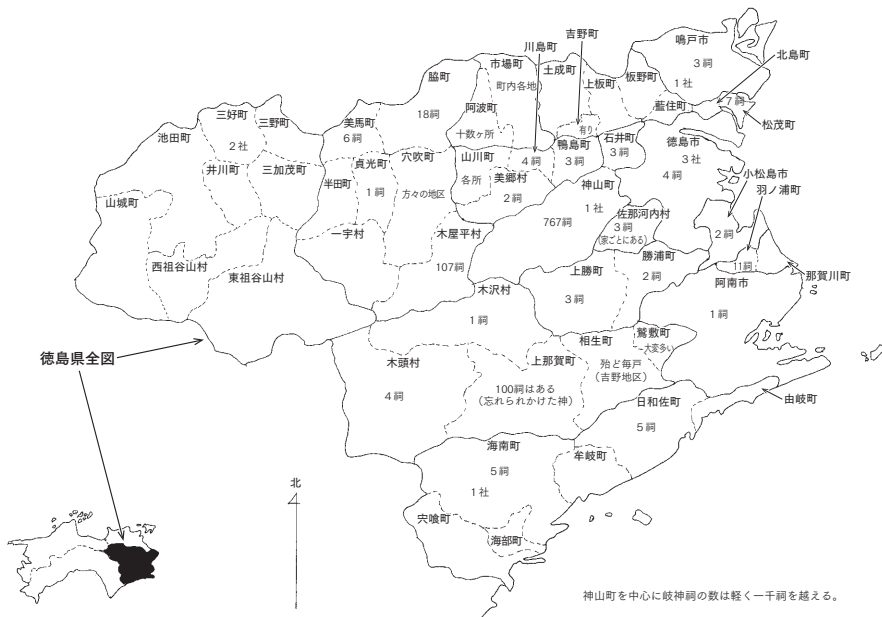 吉野町
川島町
鳴戸市
3祠
1社
北島町
市場町
町内各地
土成町
上板町
板野町
藍住町
7祠
松茂町
脇町
18祠
阿波町
十数ヶ所
有り
三好町
2社
三野町
美馬町
6祠
池田町
井川町
三加茂町
半田町
貞光町
1祠
穴吹町
方々の地区
山川町
各所
4祠
鴨島町
3祠
石井町
3祠
徳島市
3社
4祠
美郷村
2祠
神山町
1社
767祠
小松島市
2祠
羽ノ浦町
11祠
佐那河内村
3祠
(家ごとにある)
山城町
一宇村
木屋平村
107祠
西祖谷山村
東祖谷山村
勝浦町
2祠
上勝町
3祠
那賀川町
阿南市
1祠
木沢村
1祠
相生町
殆ど毎戸
(吉野地区)
鷲敷町
大変多い
徳島県全図
木頭村
4祠
上那賀町
100祠はある
(忘れられかけた神)
日和佐町
5祠
由岐町
海南町
5祠
1社
牟岐町
宍喰町
海部町
北
神山町を中心に岐神祠の数は軽く一千祠を越える。